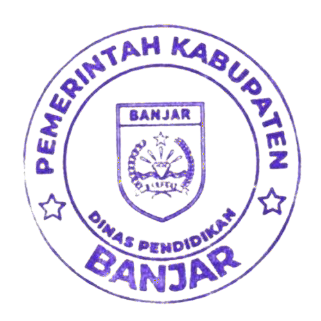 PEMERINTAH KABUPATEN
BANJAR
DINAS PENDIDIKAN
BANJAR